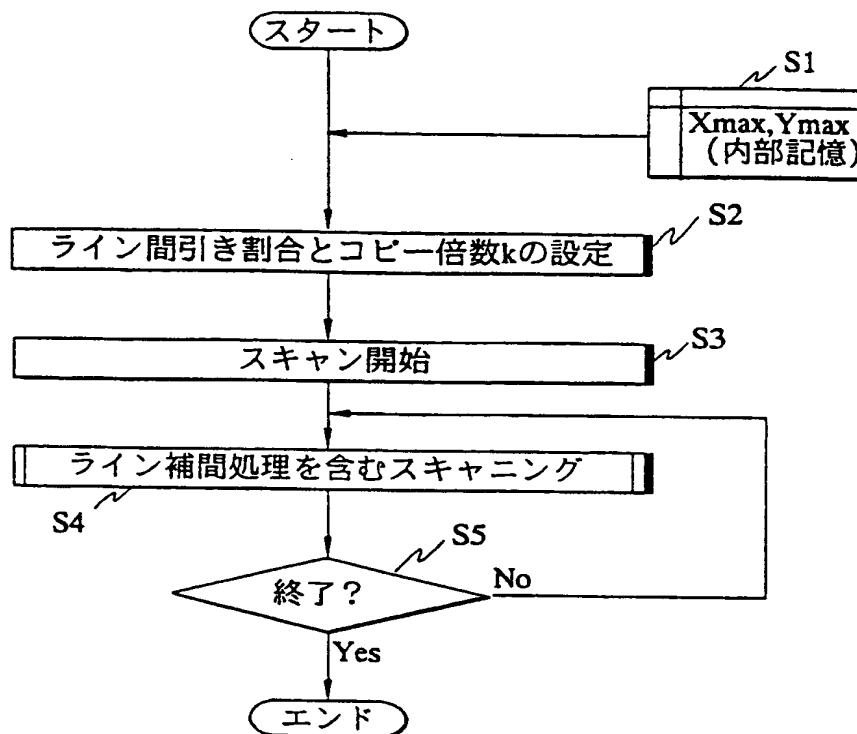 スタート
S1
Xmax,Ymax
(内部記憶)
S2
ライン間引き割合とコピー倍数kの設定
S3
スキャン開始
ライン補間処理を含むスキャニング
S4
S5
終了?
No
Yes
エンド